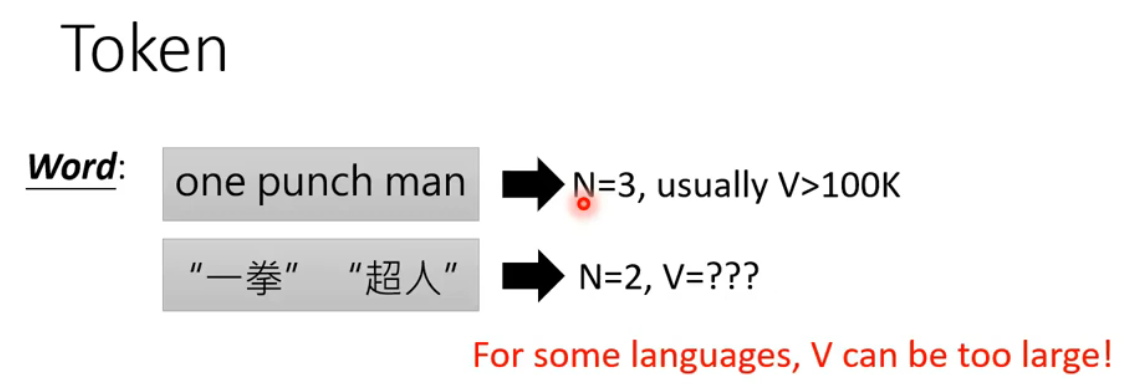 Token
Word: one punch man N=3, usually V>100K
“一拳” “超人” N=2, V=???
For some languages, V can be too large!